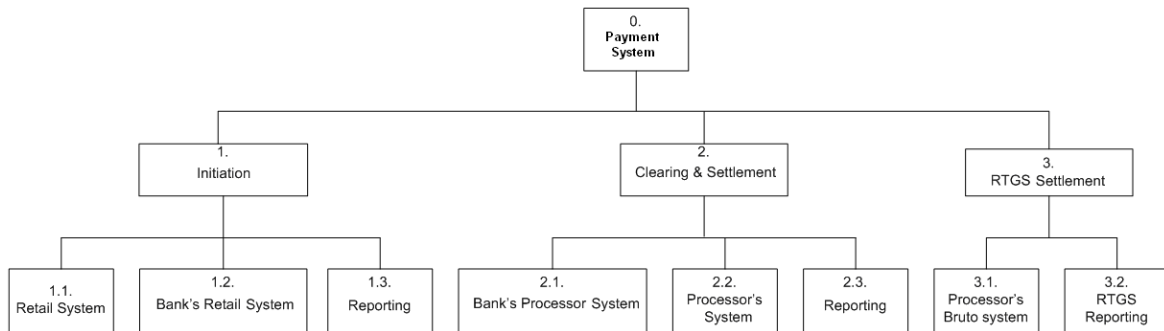 0.
Payment
System
1.
Initiation
2.
Clearing & Settlement
3.
RTGS Settlement
1.1.
Retail System
1.2.
Bank's Retail System
1.3.
Reporting
2.1.
Bank's Processor System
2.2.
Processor's
System
2.3.
Reporting
3.1.
Processor's
Bruto system
3.2.
RTGS
Reporting